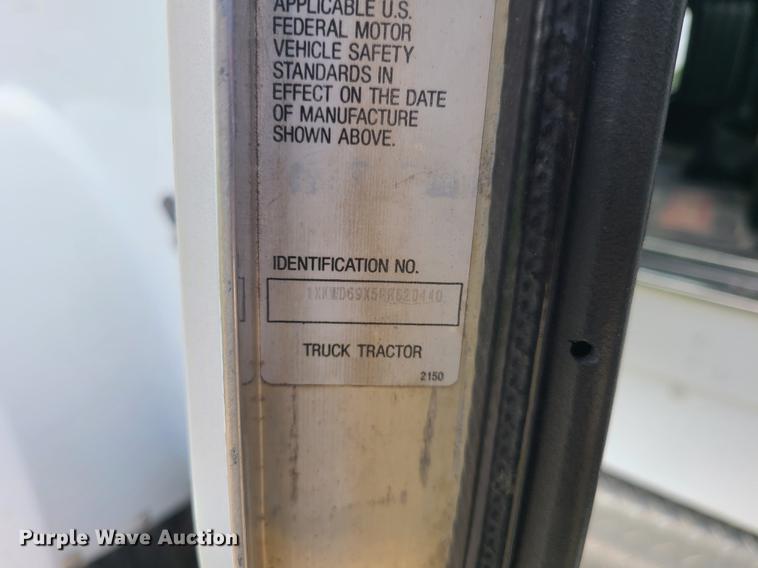 APPLICABLE U.S.
FEDERAL MOTOR
VEHICLE SAFETY
STANDARDS IN
EFFECT ON THE DATE
OF MANUFACTURE
SHOWN ABOVE.
IDENTIFICATION NO.
TRUCK TRACTOR
2150
Purple Wave Auction